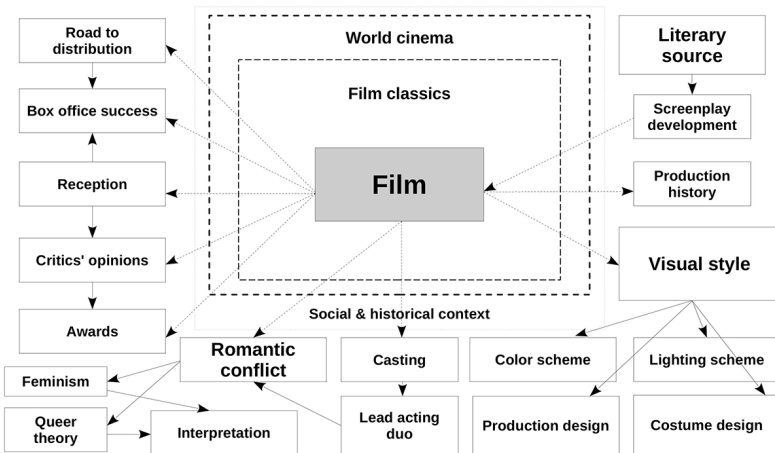 Road to
distribution
World cinema
Literary
source
Film classics
Box office success
Screenplay
development
Film
Reception
Production
history
Critics' opinions
Visual style
Social & historical context
Awards
Romantic
conflict
Casting
Color scheme
Lighting scheme
Feminism
Queer
theory
Interpretation
Lead acting
duo
Production design
Costume design